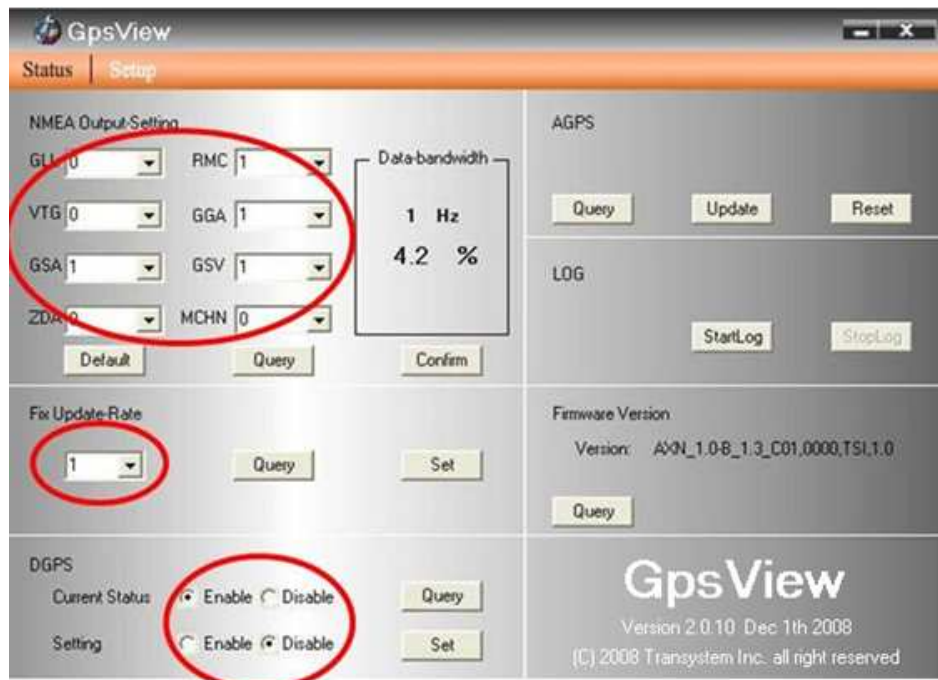 GpsView
Status | Setup
NMEA Output-Setting
GLL 0 RMC 1
VTG 0 GGA 1
GSA 1 GSV 1
ZDA 0 MCHN 0
Default Query Confirm
Data-bandwidth
1 Hz
4.2 %
Fix Update-Rate
1 Query Set
DGPS
Current Status Enable Disable Query
Setting Enable Disable Set
AGPS
Query Update Reset
LOG
StartLog StopLog
Firmware Version
Version: AXN_1.0-B_1.3_C01,0000,TSI,1.0
Query
GpsView
Version 2.0.10 Dec 1th 2008
(C) 2008 Transystem Inc. all right reserved